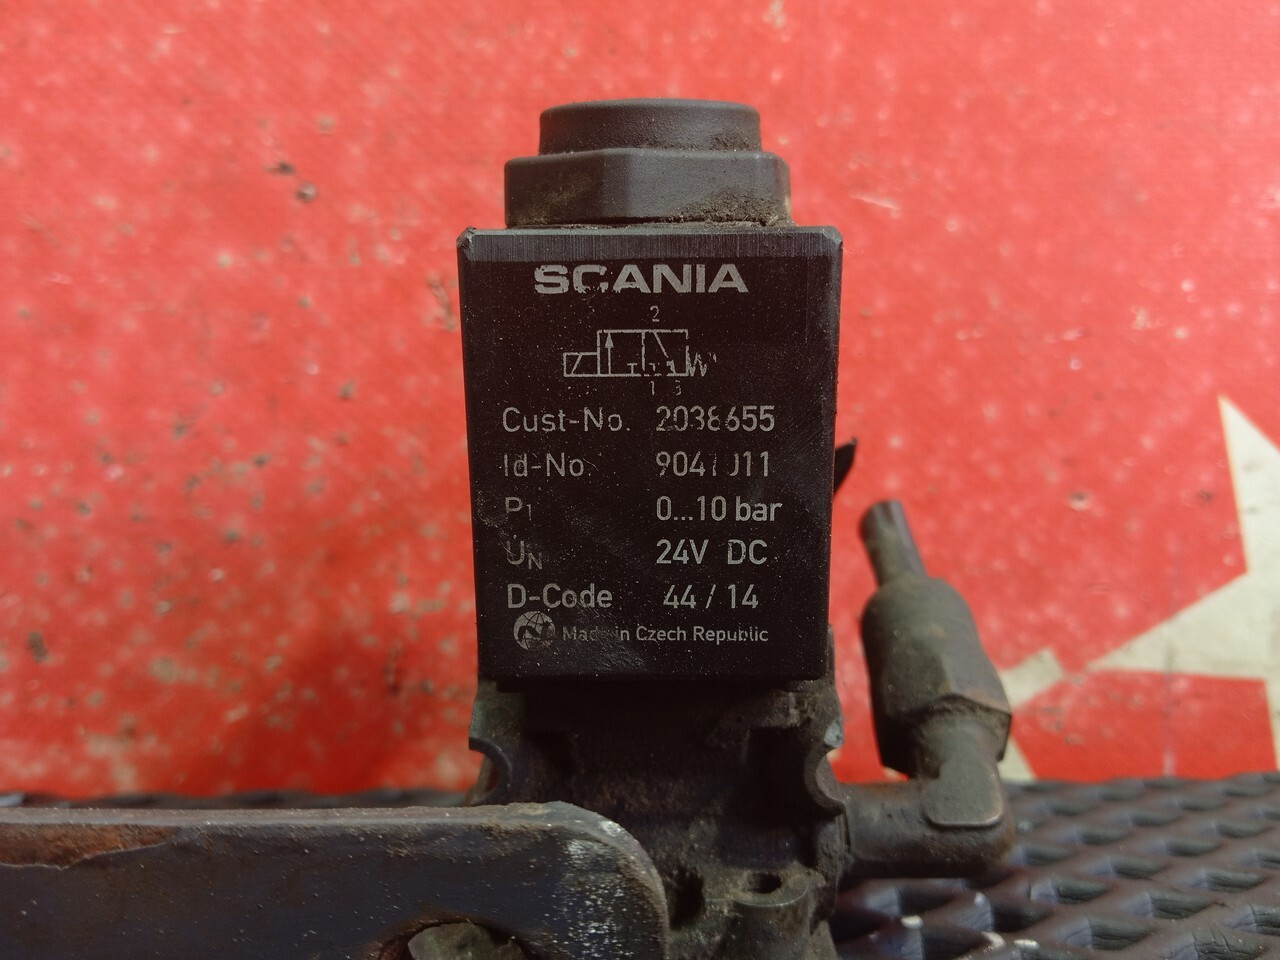 SCANIA
2
1 3
Cust-No. 2038655
Id-No
P1 0...10 bar
UN 24V DC
D-Code 44 / 14
Made in Czech Republic